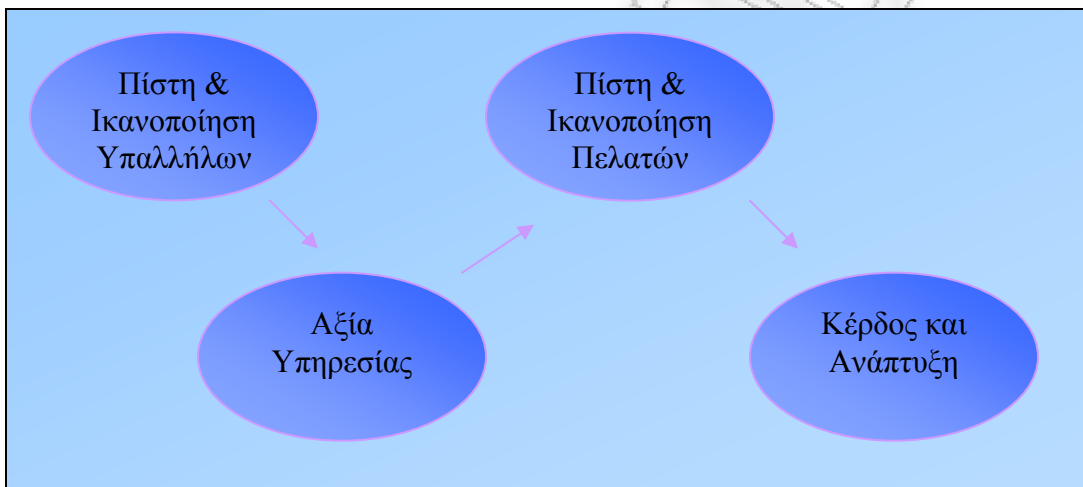 Πίστη &
Ικανοποίηση
Υπαλλήλων
Αξία
Υπηρεσίας
Πίστη &
Ικανοποίηση
Πελατών
Κέρδος και
Ανάπτυξη